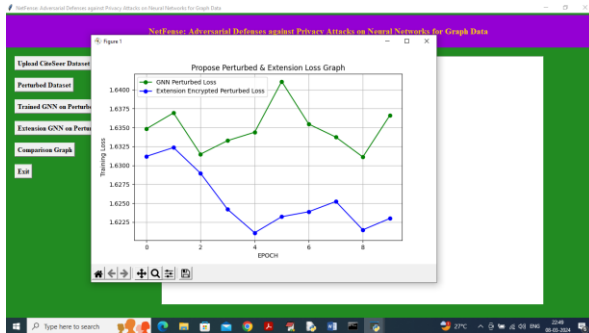 NetFense: Adversarial Defenses against Privacy Attacks on Neural Networks for Graph Data
NetFense: Adversarial Defenses against Privacy Attacks on Neural Networks for Graph Data
Figure 1
Upload CiteSeer Dataset
Perturbed Dataset
Trained GNN on Perturbe
Extension GNN on Pertur
Comparison Graph
Exit
Propose Perturbed & Extension Loss Graph
GNN Perturbed Loss
Extension Encrypted Perturbed Loss
Training Loss
1.6400
1.6375
1.6350
1.6325
1.6300
1.6275
1.6250
1.6225
0 2 4 6 8
EPOCH
Type here to search
27°C
ENG
22:49
08-03-2024